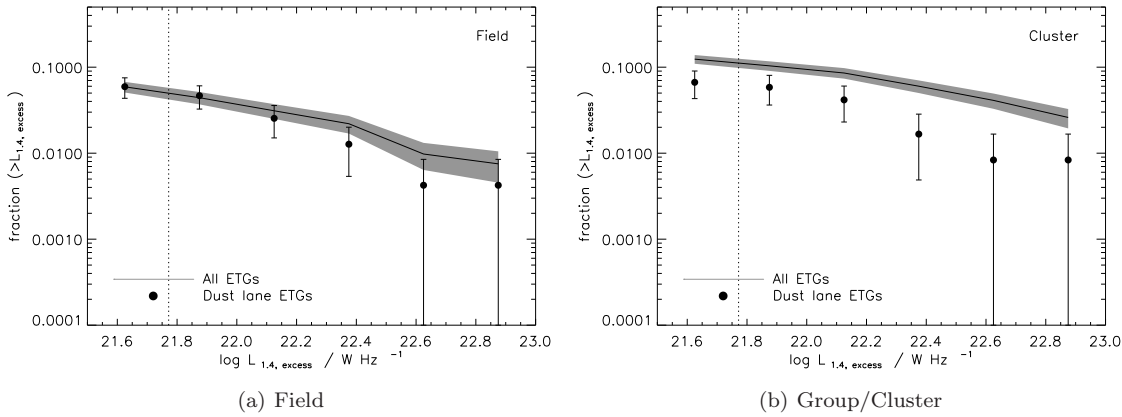 Field
0.1000
0.0100
0.0010
0.0001
fraction (>L1.4, excess)
All ETGs
Dust lane ETGs
21.6 21.8 22.0 22.2 22.4 22.6 22.8 23.0
log L 1.4, excess / W Hz -1
(a) Field
Cluster
0.1000
0.0100
0.0010
0.0001
fraction (>L1.4, excess)
All ETGs
Dust lane ETGs
21.6 21.8 22.0 22.2 22.4 22.6 22.8 23.0
log L 1.4, excess / W Hz -1
(b) Group/Cluster